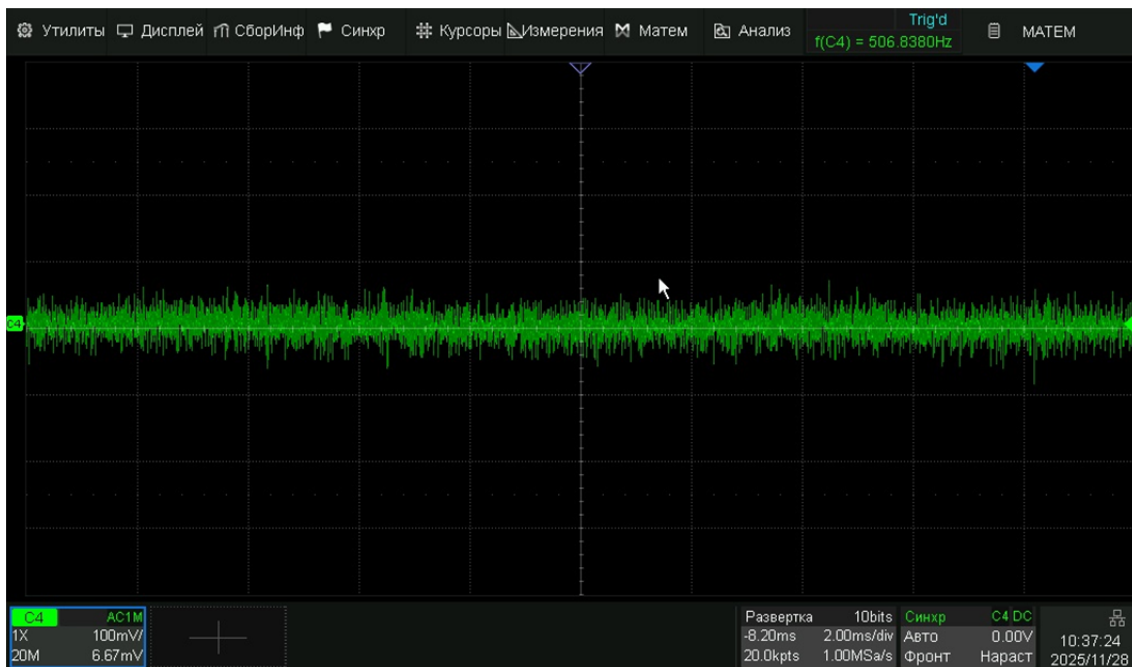 Утилиты Дисплей СборИнф Синхр Курсоры Измерения Матем Анализ
Trig'd
f(C4) = 506.8380Hz
МАТЕМ
C4
C4 AC1M
1X 100mV/
20M 6.67mV
Развертка 10bits
-8.20ms 2.00ms/div
20.0kpts 1.00MSa/s
Синхр C4 DC
Авто 0.00V
Фронт Нараст
10:37:24
2025/11/28